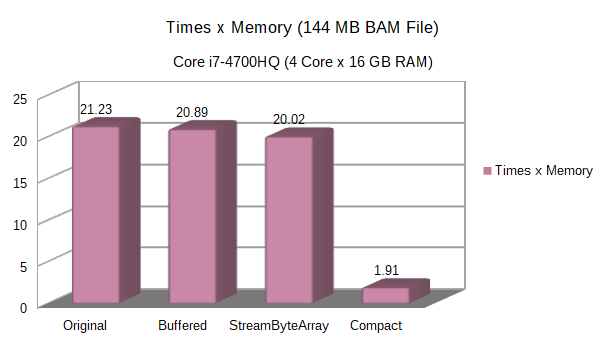 Times x Memory (144 MB BAM File)
Core i7-4700HQ (4 Core x 16 GB RAM)
25
20
15
10
5
0
21.23
20.89
20.02
1.91
Original
Buffered
StreamByteArray
Compact
Times x Memory